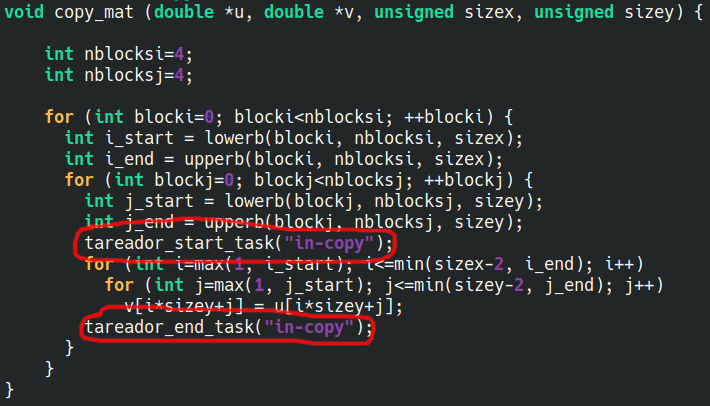 void copy_mat (double *u, double *v, unsigned sizex, unsigned sizey) {
int nblocksi=4;
int nblocksj=4;
for (int blocki=0; blocki<nblocksi; ++blocki) {
int i_start = lowerb(blocki, nblocksi, sizex);
int i_end = upperb(blocki, nblocksi, sizex);
for (int blockj=0; blockj<nblocksj; ++blockj) {
int j_start = lowerb(blockj, nblocksj, sizey);
int j_end = upperb(blockj, nblocksj, sizey);
tareador_start_task("in-copy");
for (int i=max(1, i_start); i<=min(sizex-2, i_end); i++)
for (int j=max(1, j_start); j<=min(sizey-2, j_end); j++)
v[i*sizey+j] = u[i*sizey+j];
tareador_end_task("in-copy");
}
}
}